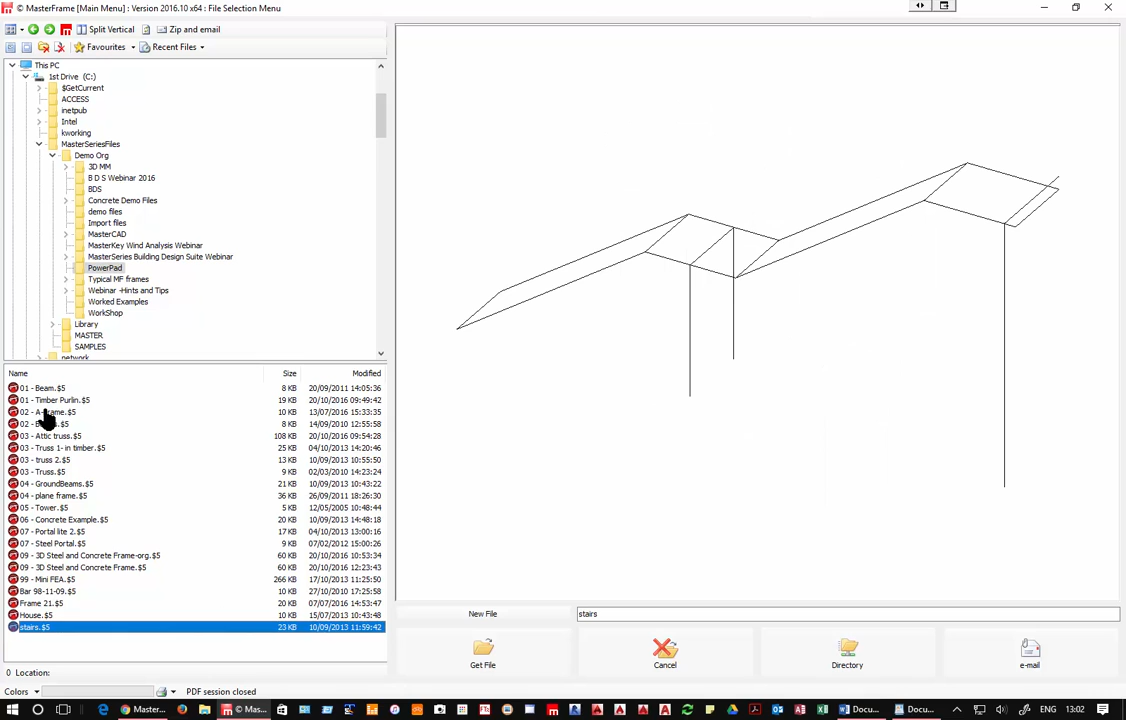 © MasterFrame [Main Menu] : Version 2016.10 x64 : File Selection Menu
Split Vertical Zip and email
Favourites Recent Files
This PC
1st Drive (C:)
$GetCurrent
ACCESS
inetpub
Intel
kworking
MasterSeriesFiles
Demo Org
3D MM
B D S Webinar 2016
BDS
Concrete Demo Files
demo files
Import files
MasterCAD
MasterKey Wind Analysis Webinar
MasterSeries Building Design Suite Webinar
PowerPad
Typical MF frames
Webinar -Hints and Tips
Worked Examples
WorkShop
Library
MASTER
SAMPLES
network
Name Size Modified
01 - Beam.$5 8 KB 20/09/2011 14:05:36
01 - Timber Purlin.$5 19 KB 20/10/2016 09:49:42
02 - A-frame.$5 10 KB 13/07/2016 15:33:35
02 - 8 KB 14/09/2010 12:55:58
03 - Attic truss.$5 108 KB 20/10/2016 09:54:28
03 - Truss 1- in timber.$5 25 KB 04/10/2013 14:20:46
03 - truss 2.$5 13 KB 10/09/2013 10:55:50
03 - Truss.$5 9 KB 02/03/2010 14:23:24
04 - GroundBeams.$5 21 KB 10/09/2013 10:43:22
04 - plane frame.$5 36 KB 26/09/2011 18:26:30
05 - Tower.$5 5 KB 12/05/2005 10:48:44
06 - Concrete Example.$5 20 KB 10/09/2013 14:48:18
07 - Portal lite 2.$5 17 KB 04/10/2013 13:00:16
07 - Steel Portal.$5 9 KB 07/02/2012 15:00:26
09 - 3D Steel and Concrete Frame-org.$5 60 KB 20/10/2016 10:53:34
09 - 3D Steel and Concrete Frame.$5 60 KB 20/10/2016 12:23:43
99 - Mini FEA.$5 266 KB 17/10/2013 11:25:50
Bar 98-11-09.$5 10 KB 27/10/2010 17:25:58
Frame 21.$5 20 KB 07/07/2016 14:53:47
House.$5 10 KB 15/07/2013 10:43:48
stairs.$5 23 KB 10/09/2013 11:59:42
New File stairs
Get File Cancel Directory e-mail
0 Location:
Colors PDF session closed
Master... © Mas... Docu... Docu... 13:02